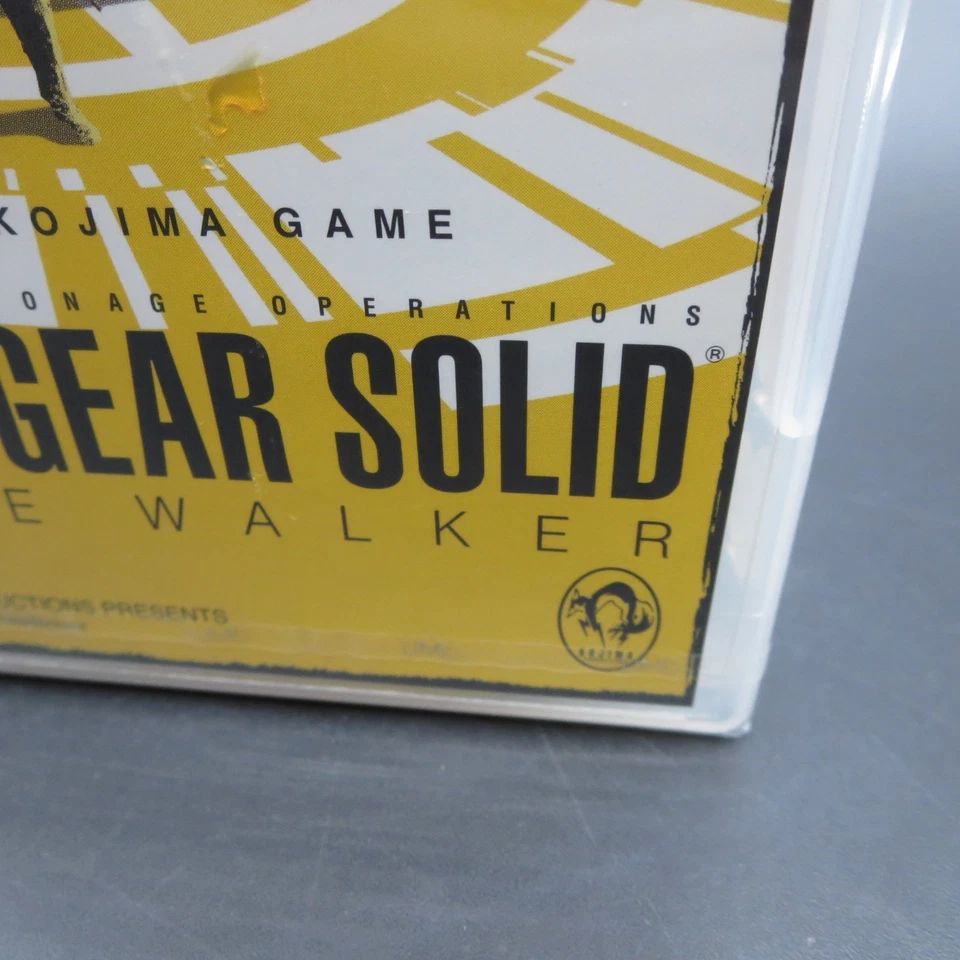 KOJIMA GAME
ONAGE OPERATIONS
GEAR SOLID®
E WALKER
UCTIONS PRESENTS
KOJIMA